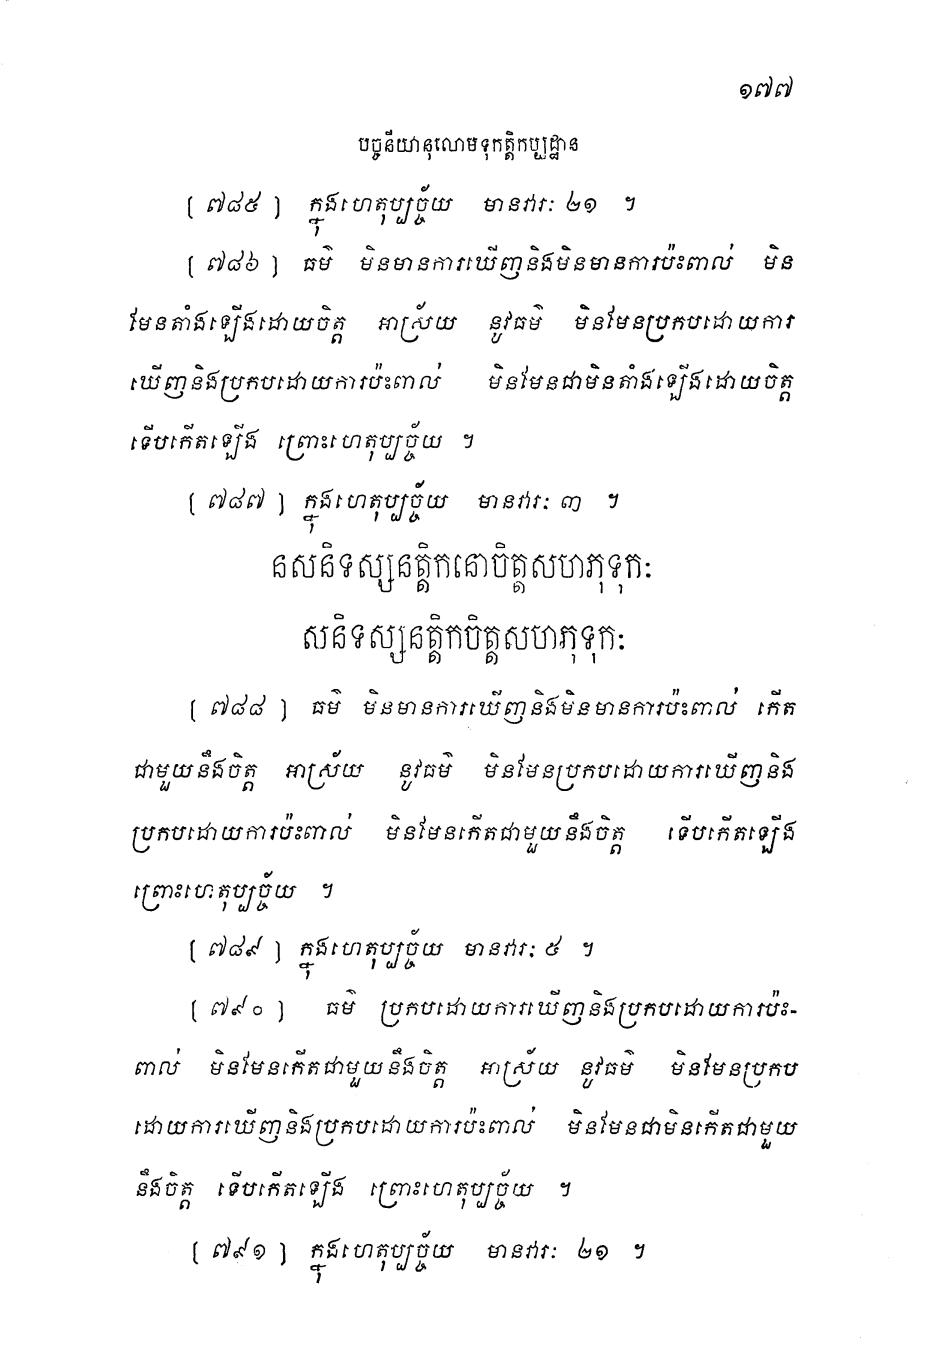 ១៧៧
បច្ចនីយានុលោមទុកត្តិកប្បដ្ឋាន
[ ៧៨៥ ] ក្នុងហេតុប្បច្ច័យ មានវារៈ ២១ ។
[ ៧៨៦ ] ធម៌ មិនមានការឃើញនិងមិនមានការប៉ះពាល់ មិន
មែនតាំងឡើងដោយចិត្ត អាស្រ័យ នូវធម៌ មិនមែនប្រកបដោយការ
ឃើញនិងប្រកបដោយការប៉ះពាល់ មិនមែនជាមិនតាំងឡើងដោយចិត្ត
ទើបកើតឡើង ព្រោះហេតុប្បច្ច័យ ។
[ ៧៨៧ ] ក្នុងហេតុប្បច្ច័យ មានវារៈ ៣ ។
នសនិទស្សនត្តិកនោចិត្តសហភុទុកៈ
សនិទស្សនត្តិកចិត្តសហភុទុកៈ
[ ៧៨៨ ] ធម៌ មិនមានការឃើញនិងមិនមានការប៉ះពាល់ កើត
ជាមួយនឹងចិត្ត អាស្រ័យ នូវធម៌ មិនមែនប្រកបដោយការឃើញនិង
ប្រកបដោយការប៉ះពាល់ មិនមែនកើតជាមួយនឹងចិត្ត ទើបកើតឡើង
ព្រោះហេតុប្បច្ច័យ ។
[ ៧៨៩ ] ក្នុងហេតុប្បច្ច័យ មានវារៈ ៥ ។
[ ៧៩០ ] ធម៌ ប្រកបដោយការឃើញនិងប្រកបដោយការប៉ះ-
ពាល់ មិនមែនកើតជាមួយនឹងចិត្ត អាស្រ័យ នូវធម៌ មិនមែនប្រកប
ដោយការឃើញនិងប្រកបដោយការប៉ះពាល់ មិនមែនជាមិនកើតជាមួយ
នឹងចិត្ត ទើបកើតឡើង ព្រោះហេតុប្បច្ច័យ ។
[ ៧៩១ ] ក្នុងហេតុប្បច្ច័យ មានវារៈ ២១ ។